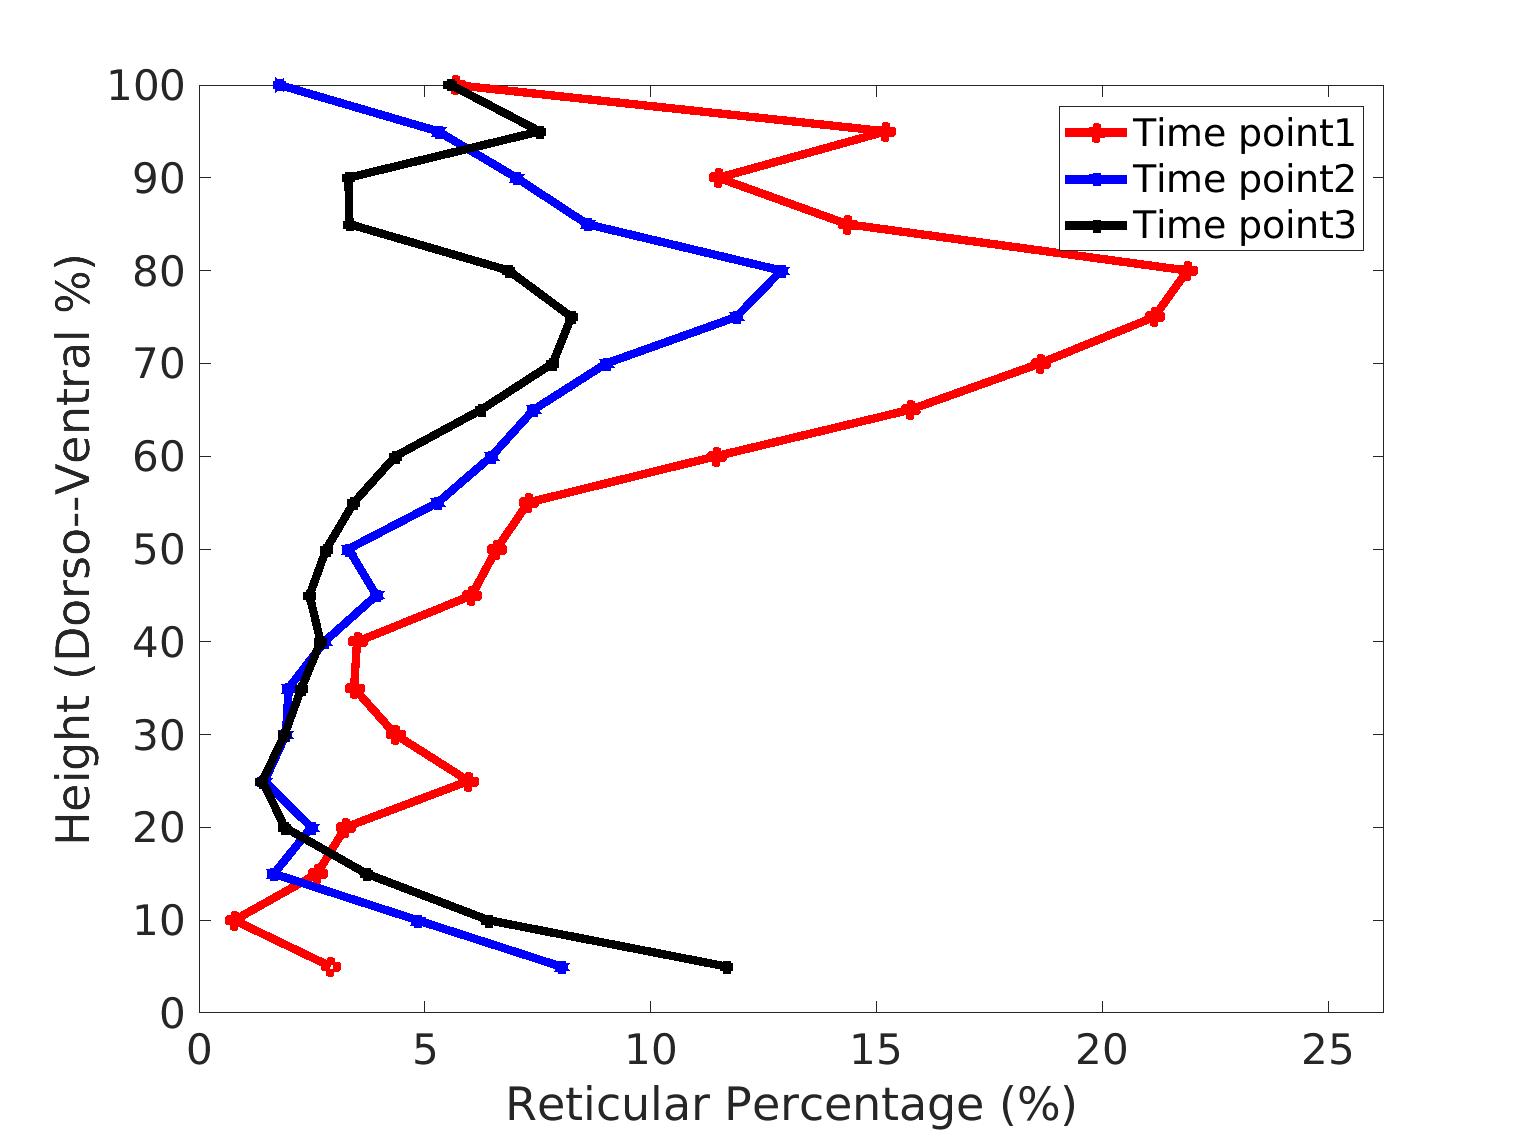 100
90
80
70
60
50
40
30
20
10
0
Height (Dorso--Ventral %)
Time point1
Time point2
Time point3
0 5 10 15 20 25
Reticular Percentage (%)